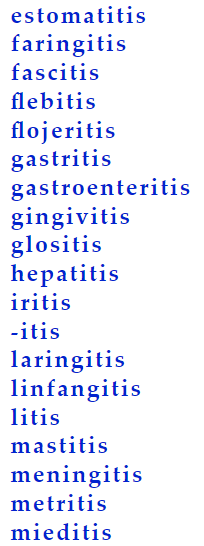 estomatitis
faringitis
fascitis
flebitis
flojeritis
gastritis
gastroenteritis
gingivitis
glositis
hepatitis
iritis
-itis
laringitis
linfangitis
litis
mastitis
meningitis
metritis
mieditis